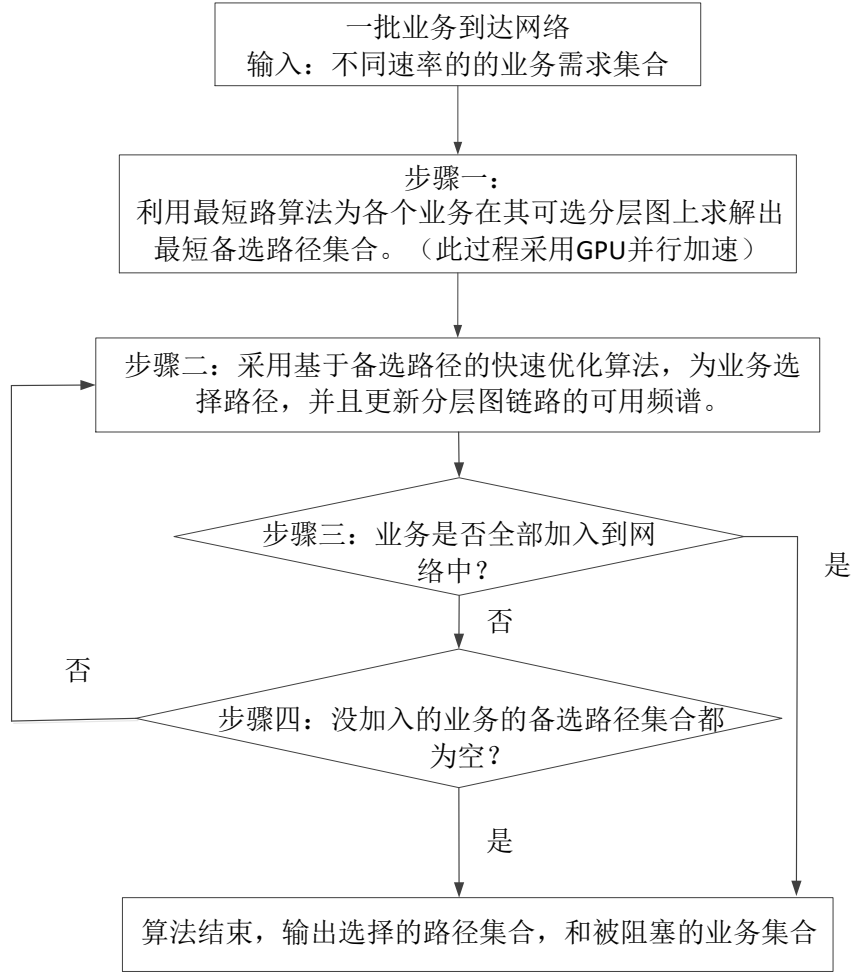 一批业务到达网络
输入：不同速率的的业务需求集合
步骤一：
利用最短路算法为各个业务在其可选分层图上求解出
最短备选路径集合。（此过程采用GPU并行加速）
步骤二：采用基于备选路径的快速优化算法，为业务选
择路径，并且更新分层图链路的可用频谱。
步骤三：业务是否全部加入到网
络中？
是
否
否
步骤四：没加入的业务的备选路径集合都
为空？
是
算法结束，输出选择的路径集合，和被阻塞的业务集合